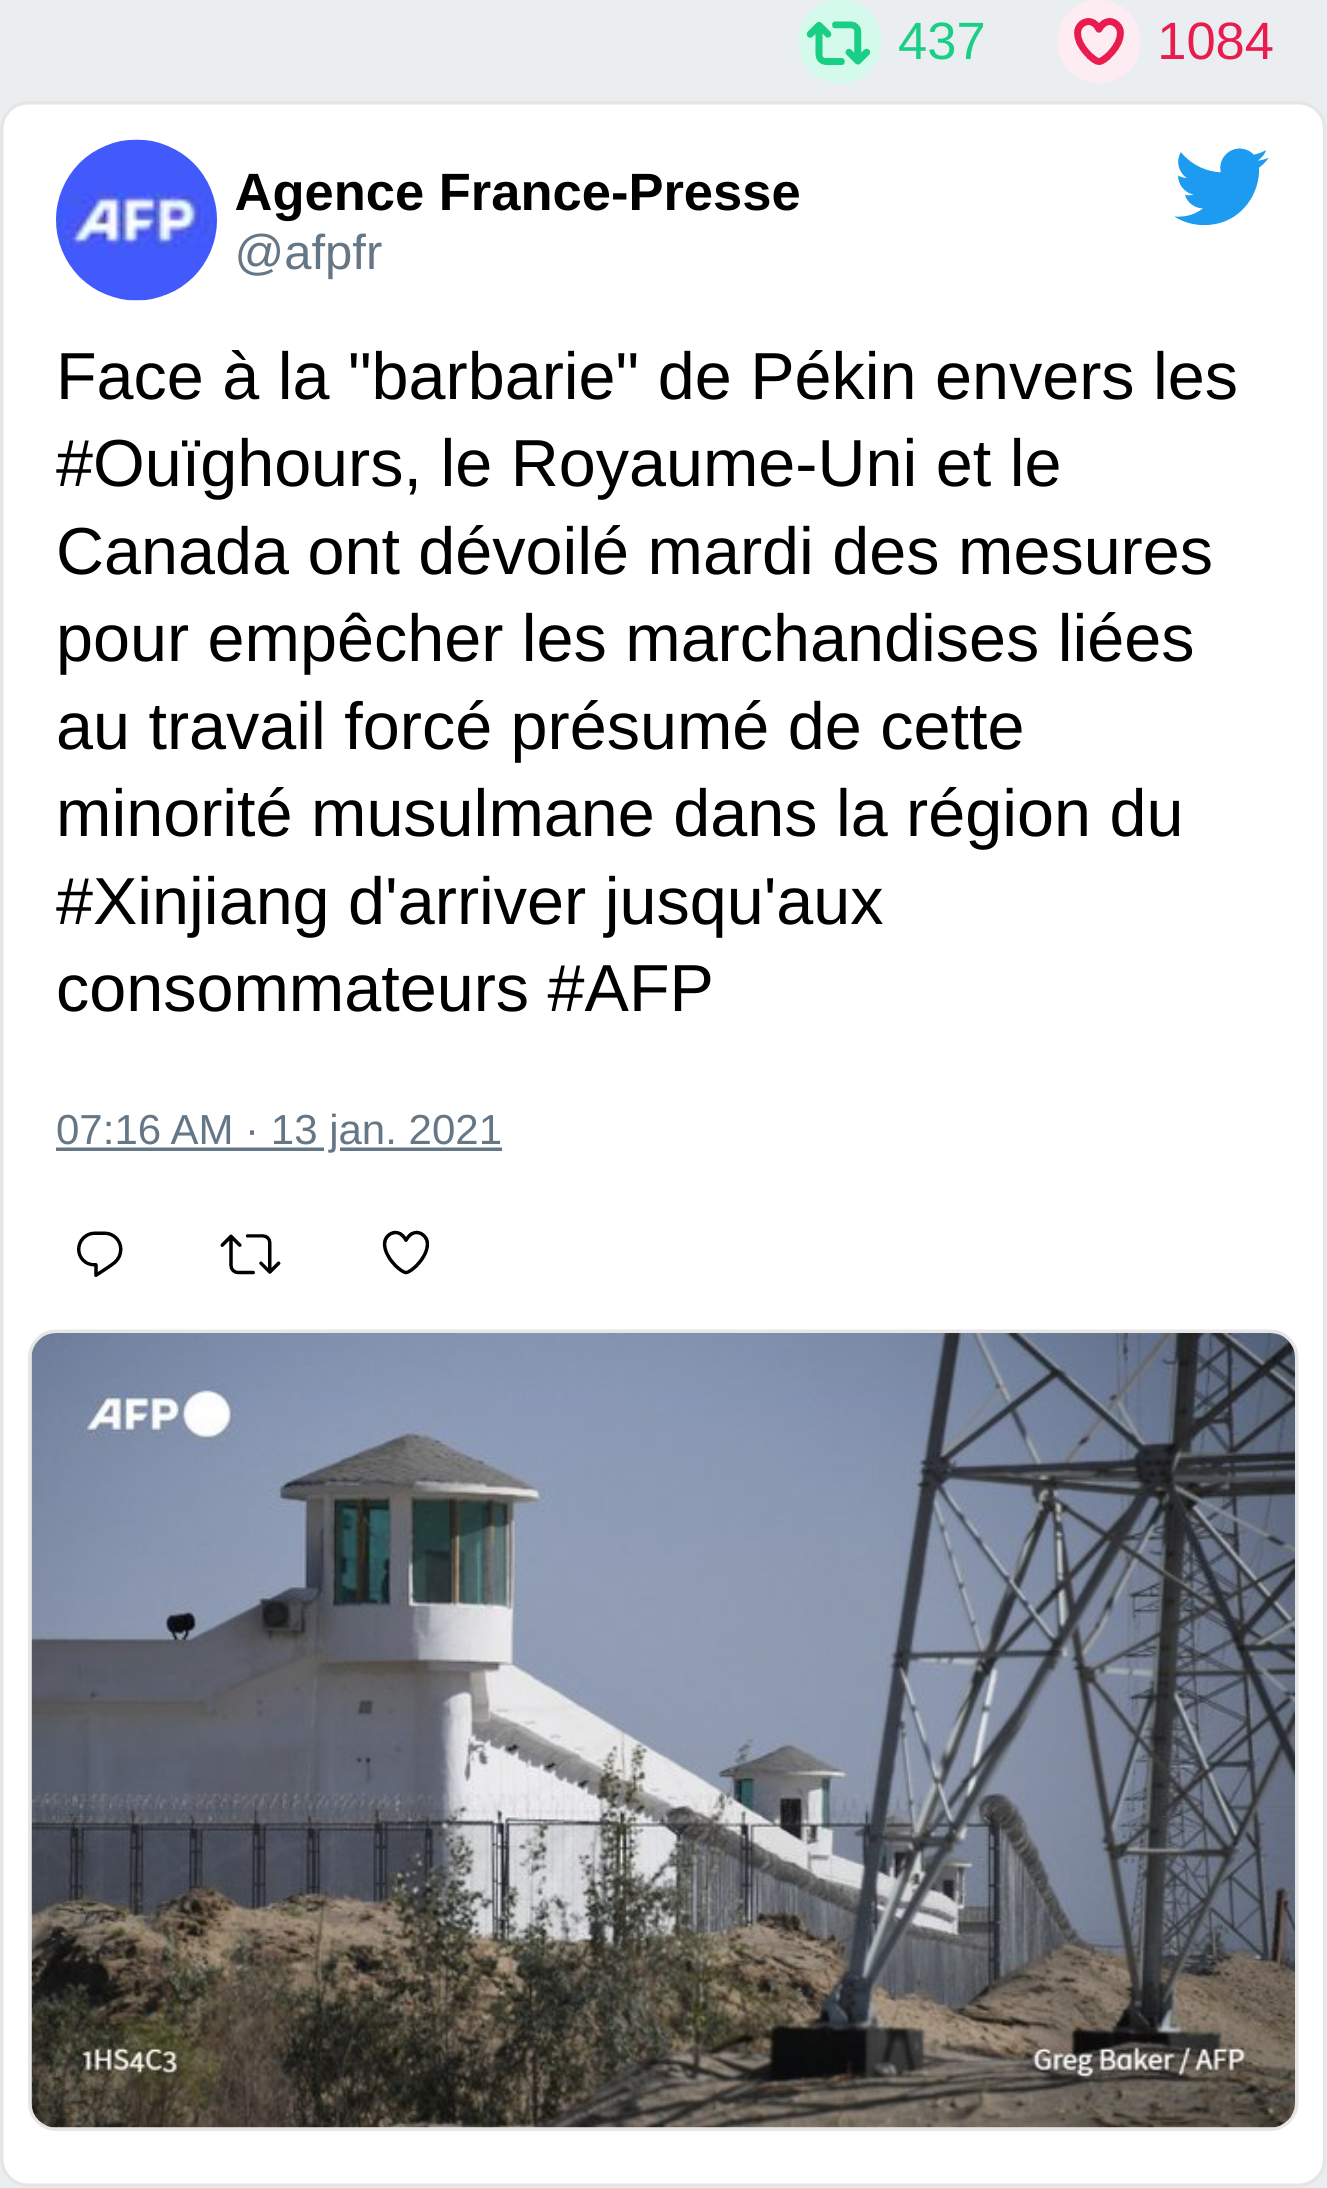 437 1084
AFP
Agence France-Presse
@afpfr
Face à la "barbarie" de Pékin envers les
#Ouïghours, le Royaume-Uni et le
Canada ont dévoilé mardi des mesures
pour empêcher les marchandises liées
au travail forcé présumé de cette
minorité musulmane dans la région du
#Xinjiang d'arriver jusqu'aux
consommateurs #AFP
07:16 AM · 13 jan. 2021
AFP
1HS4C3
Greg Baker / AFP